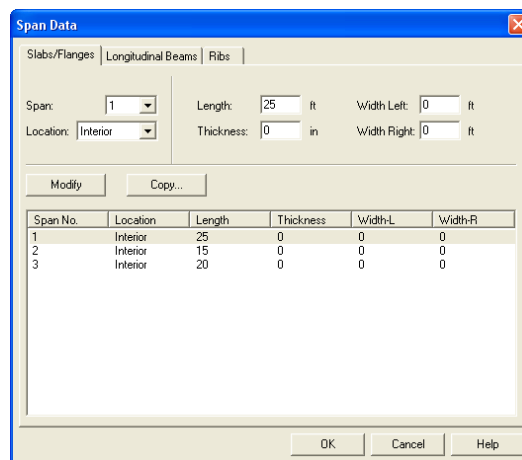 Span Data
Slabs/Flanges Longitudinal Beams Ribs
Span: 1 Length: 25 ft Width Left: 0 ft
Location: Interior Thickness: 0 in Width Right: 0 ft
Modify Copy...
Span No. Location Length Thickness Width-L Width-R
1 Interior 25 0 0 0
2 Interior 15 0 0 0
3 Interior 20 0 0 0
OK Cancel Help